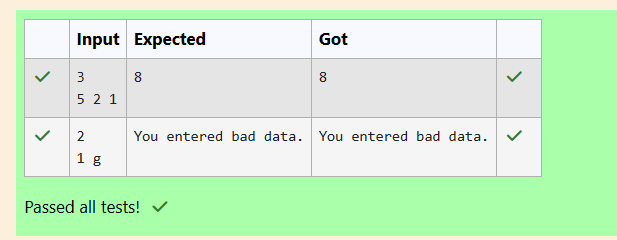 Input Expected Got
3 8 8
5 2 1
2 You entered bad data. You entered bad data.
1 g
Passed all tests!